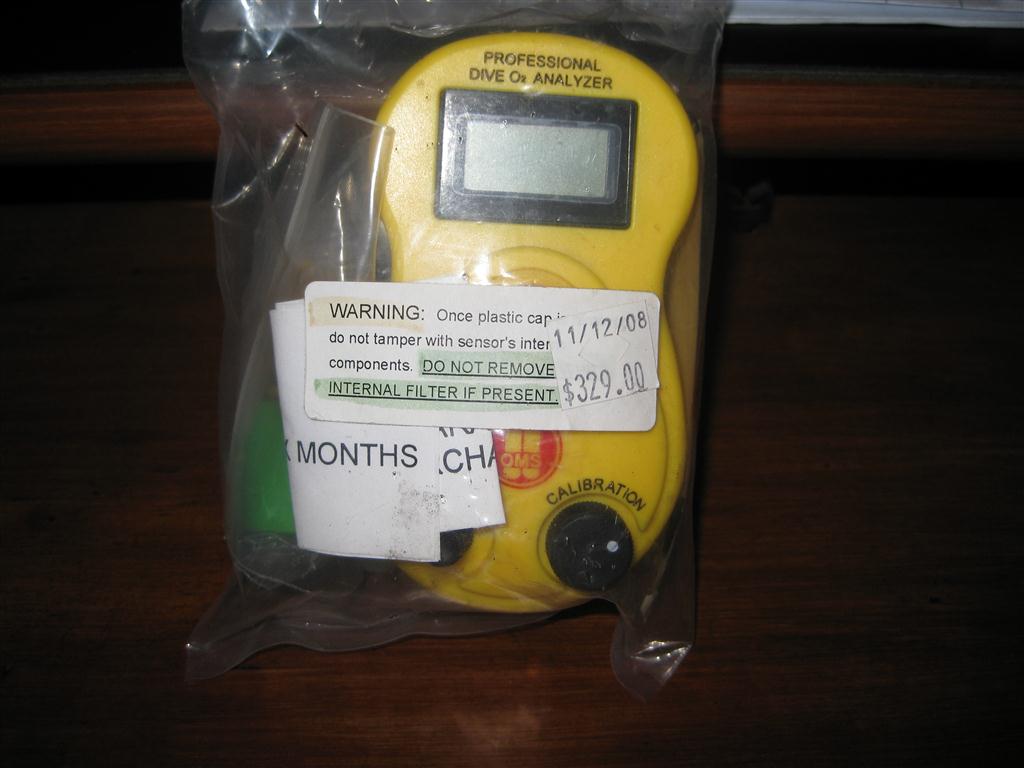 PROFESSIONAL
DIVE O₂ ANALYZER
WARNING: Once plastic cap
do not tamper with sensor's inter
components. DO NOT REMOVE
INTERNAL FILTER IF PRESENT.
11/12/08
$329.00
MONTHS
CHA
OMS
CALIBRATION